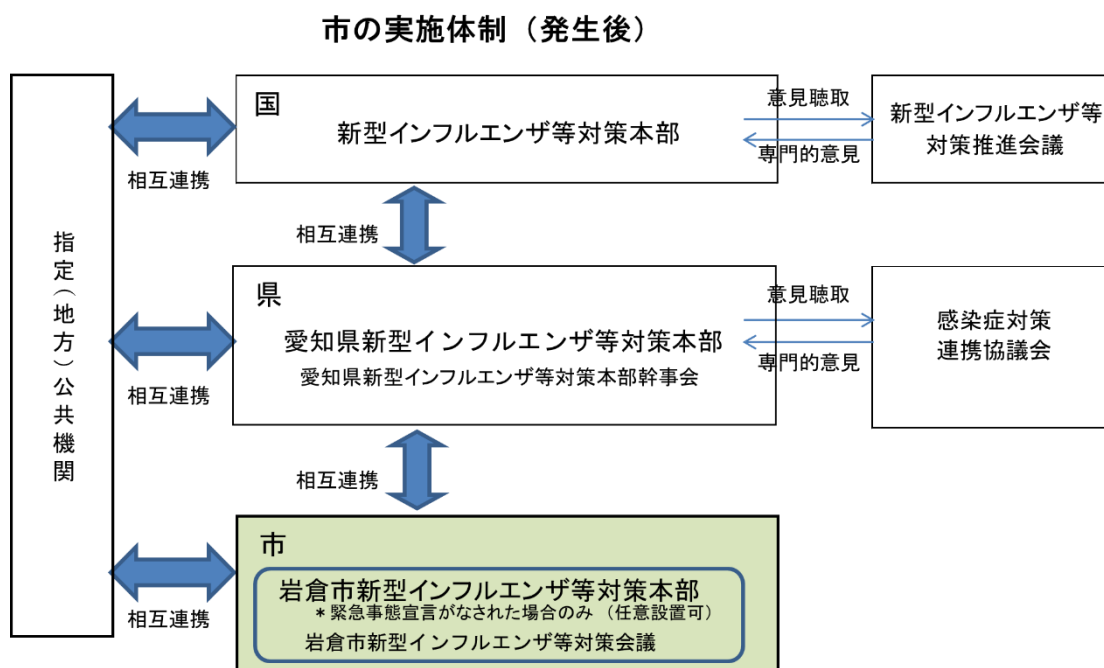 市の実施体制（発生後）
指定（地方）公共機関
相互連携
国
新型インフルエンザ等対策本部
意見聴取
専門的意見
新型インフルエンザ等
対策推進会議
相互連携
相互連携
県
愛知県新型インフルエンザ等対策本部
愛知県新型インフルエンザ等対策本部幹事会
意見聴取
専門的意見
感染症対策
連携協議会
相互連携
相互連携
市
岩倉市新型インフルエンザ等対策本部
＊緊急事態宣言がなされた場合のみ（任意設置可）
岩倉市新型インフルエンザ等対策会議